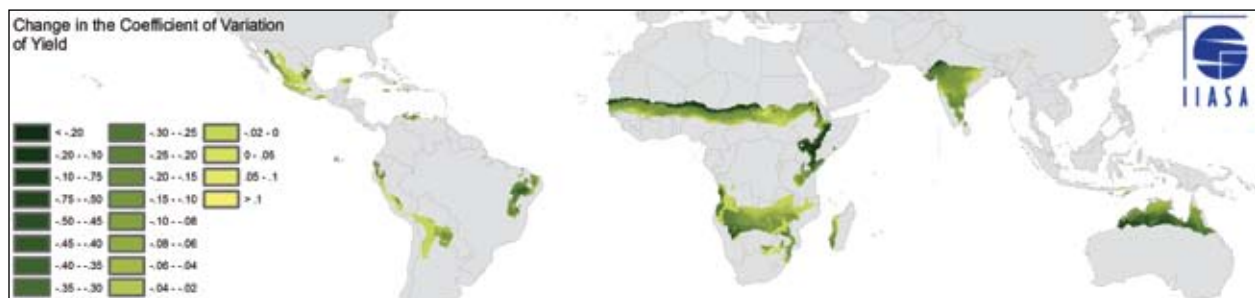 Change in the Coefficient of Variation
of Yield
< -.20
-.20 - -.10
-.10 - -.75
-.75 - -.50
-.50 - -.45
-.45 - -.40
-.40 - -.35
-.35 - -.30
-.30 - -.25
-.25 - -.20
-.20 - -.15
-.15 - -.10
-.10 - -.08
-.08 - -.06
-.06 - -.04
-.04 - -.02
-.02 - 0
0 - .05
.05 - .1
> .1
IIASA